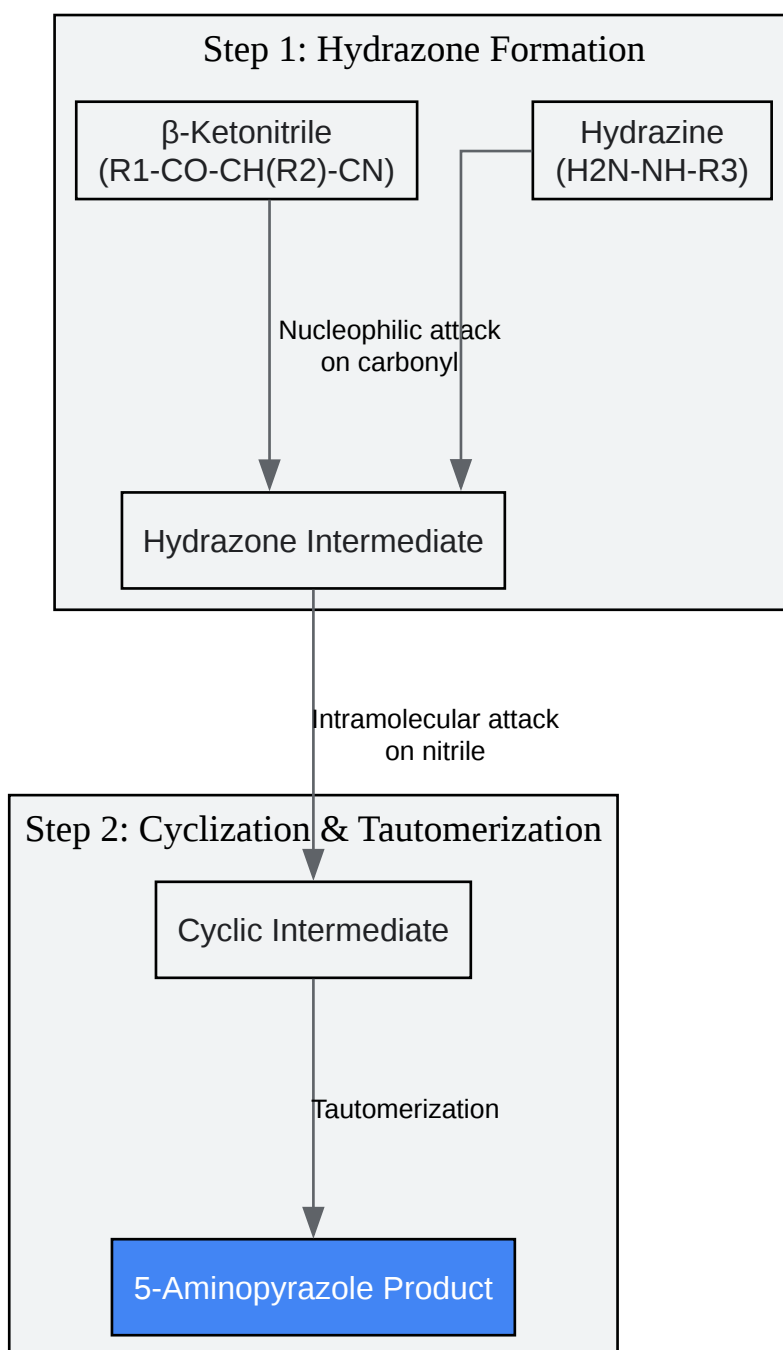 Step 1: Hydrazone Formation
β-Ketonitrile
(R1-CO-CH(R2)-CN)
Hydrazine
(H2N-NH-R3)
Nucleophilic attack
on carbonyl
Hydrazone Intermediate
Intramolecular attack
on nitrile
Step 2: Cyclization & Tautomerization
Cyclic Intermediate
Tautomerization
5-Aminopyrazole Product